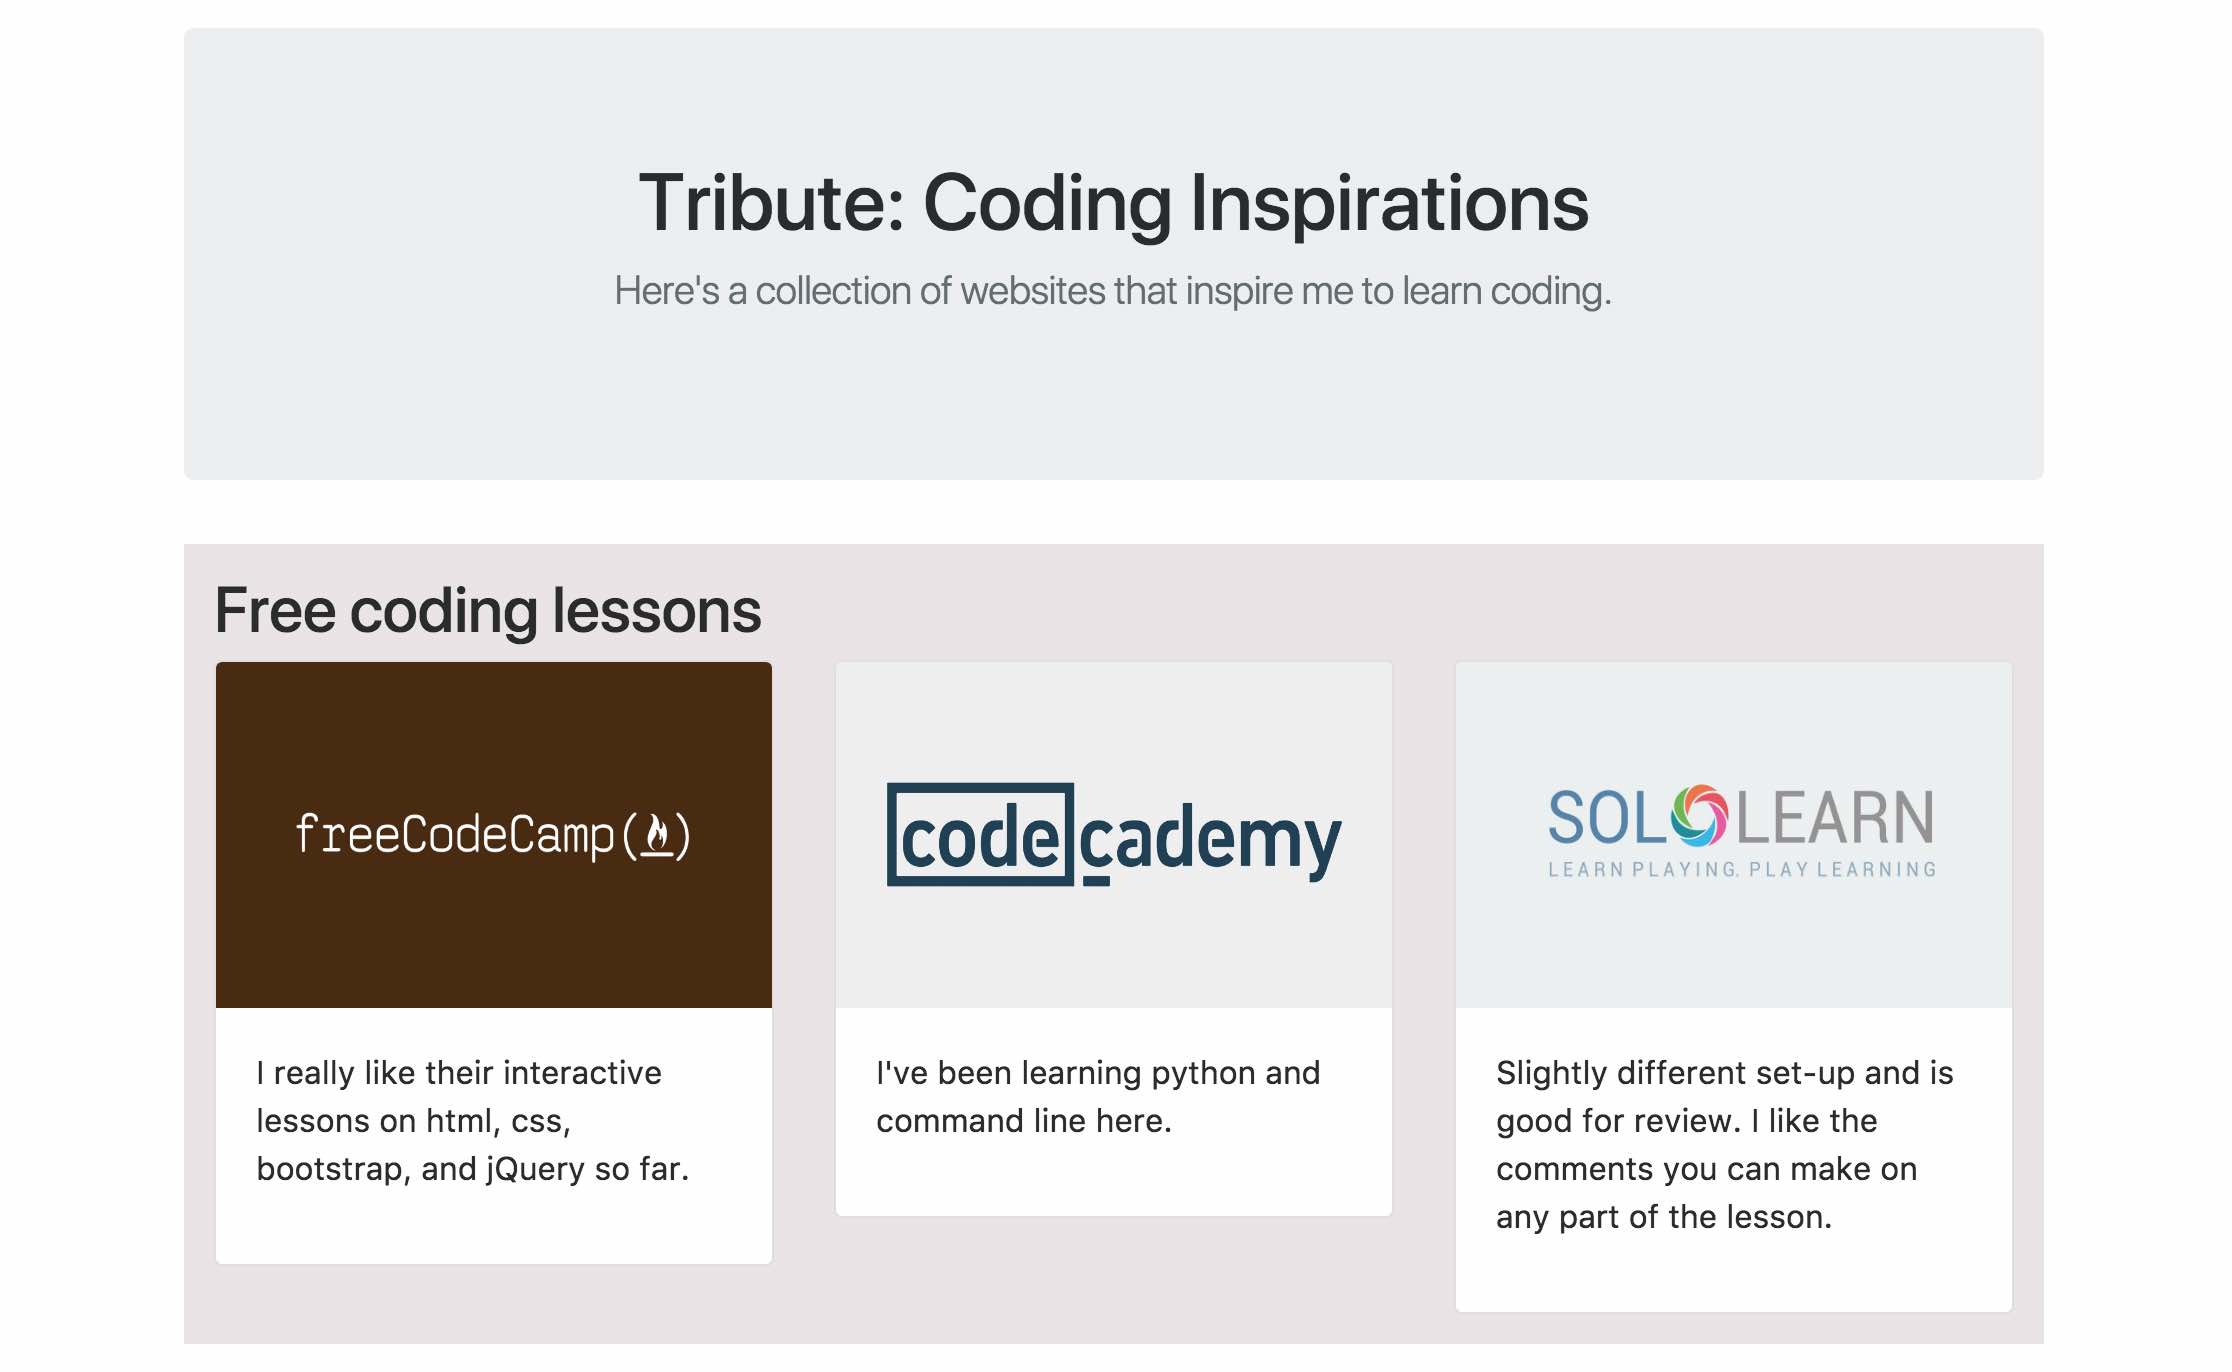 Tribute: Coding Inspirations
Here's a collection of websites that inspire me to learn coding.
Free coding lessons
freeCodeCamp()
codecademy
SOLOLEARN
LEARN PLAYING. PLAY LEARNING
I really like their interactive
lessons on html, css,
bootstrap, and jQuery so far.
I've been learning python and
command line here.
Slightly different set-up and is
good for review. I like the
comments you can make on
any part of the lesson.